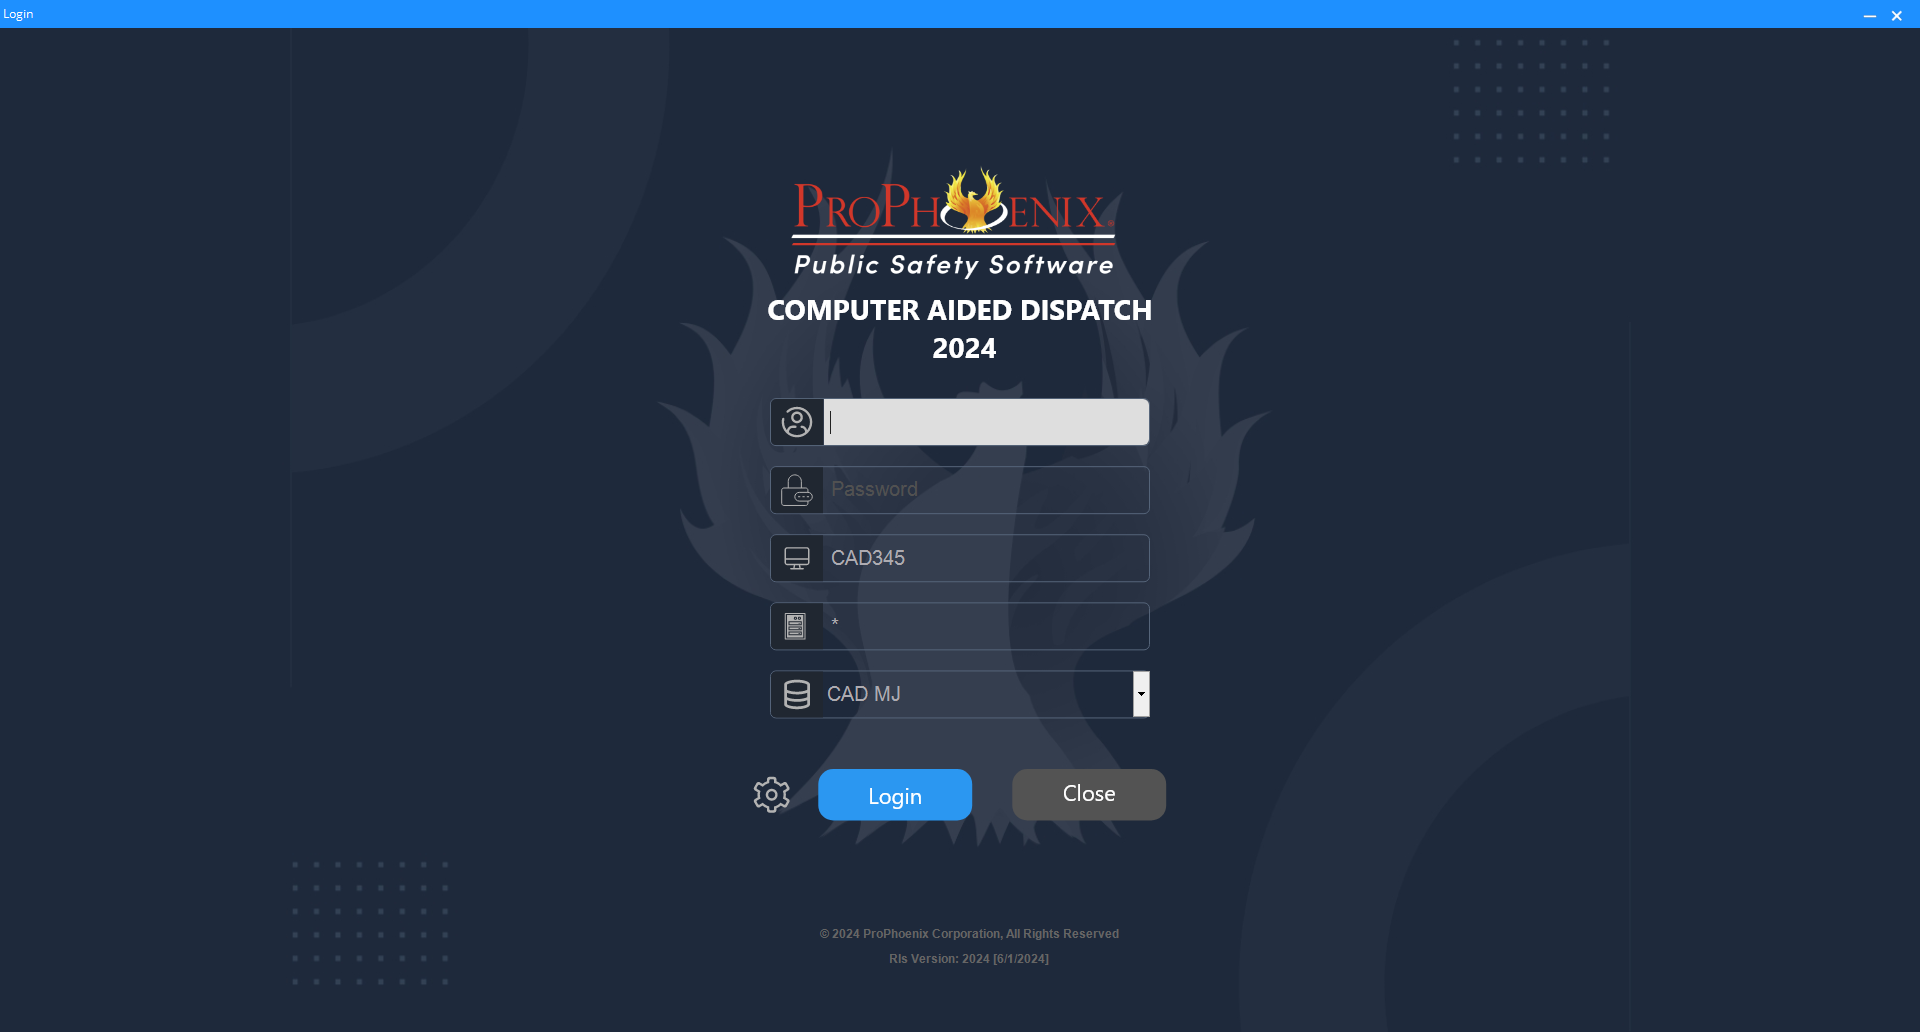 Login
PROPHOENIX
Public Safety Software
COMPUTER AIDED DISPATCH
2024
Password
CAD345
*
CAD MJ
Login
Close
© 2024 ProPhoenix Corporation, All Rights Reserved
Rls Version: 2024 [6/1/2024]